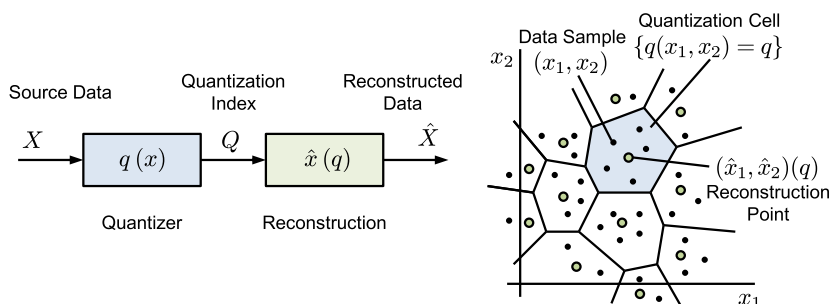 Source Data
Quantization
Index
Reconstructed
Data
X
q (x)
Q
x̂ (q)
X̂
Quantizer
Reconstruction
Data Sample
(x₁, x₂)
Quantization Cell
{q(x₁, x₂) = q}
x₂
(x̂₁, x̂₂)(q)
Reconstruction
Point
x₁